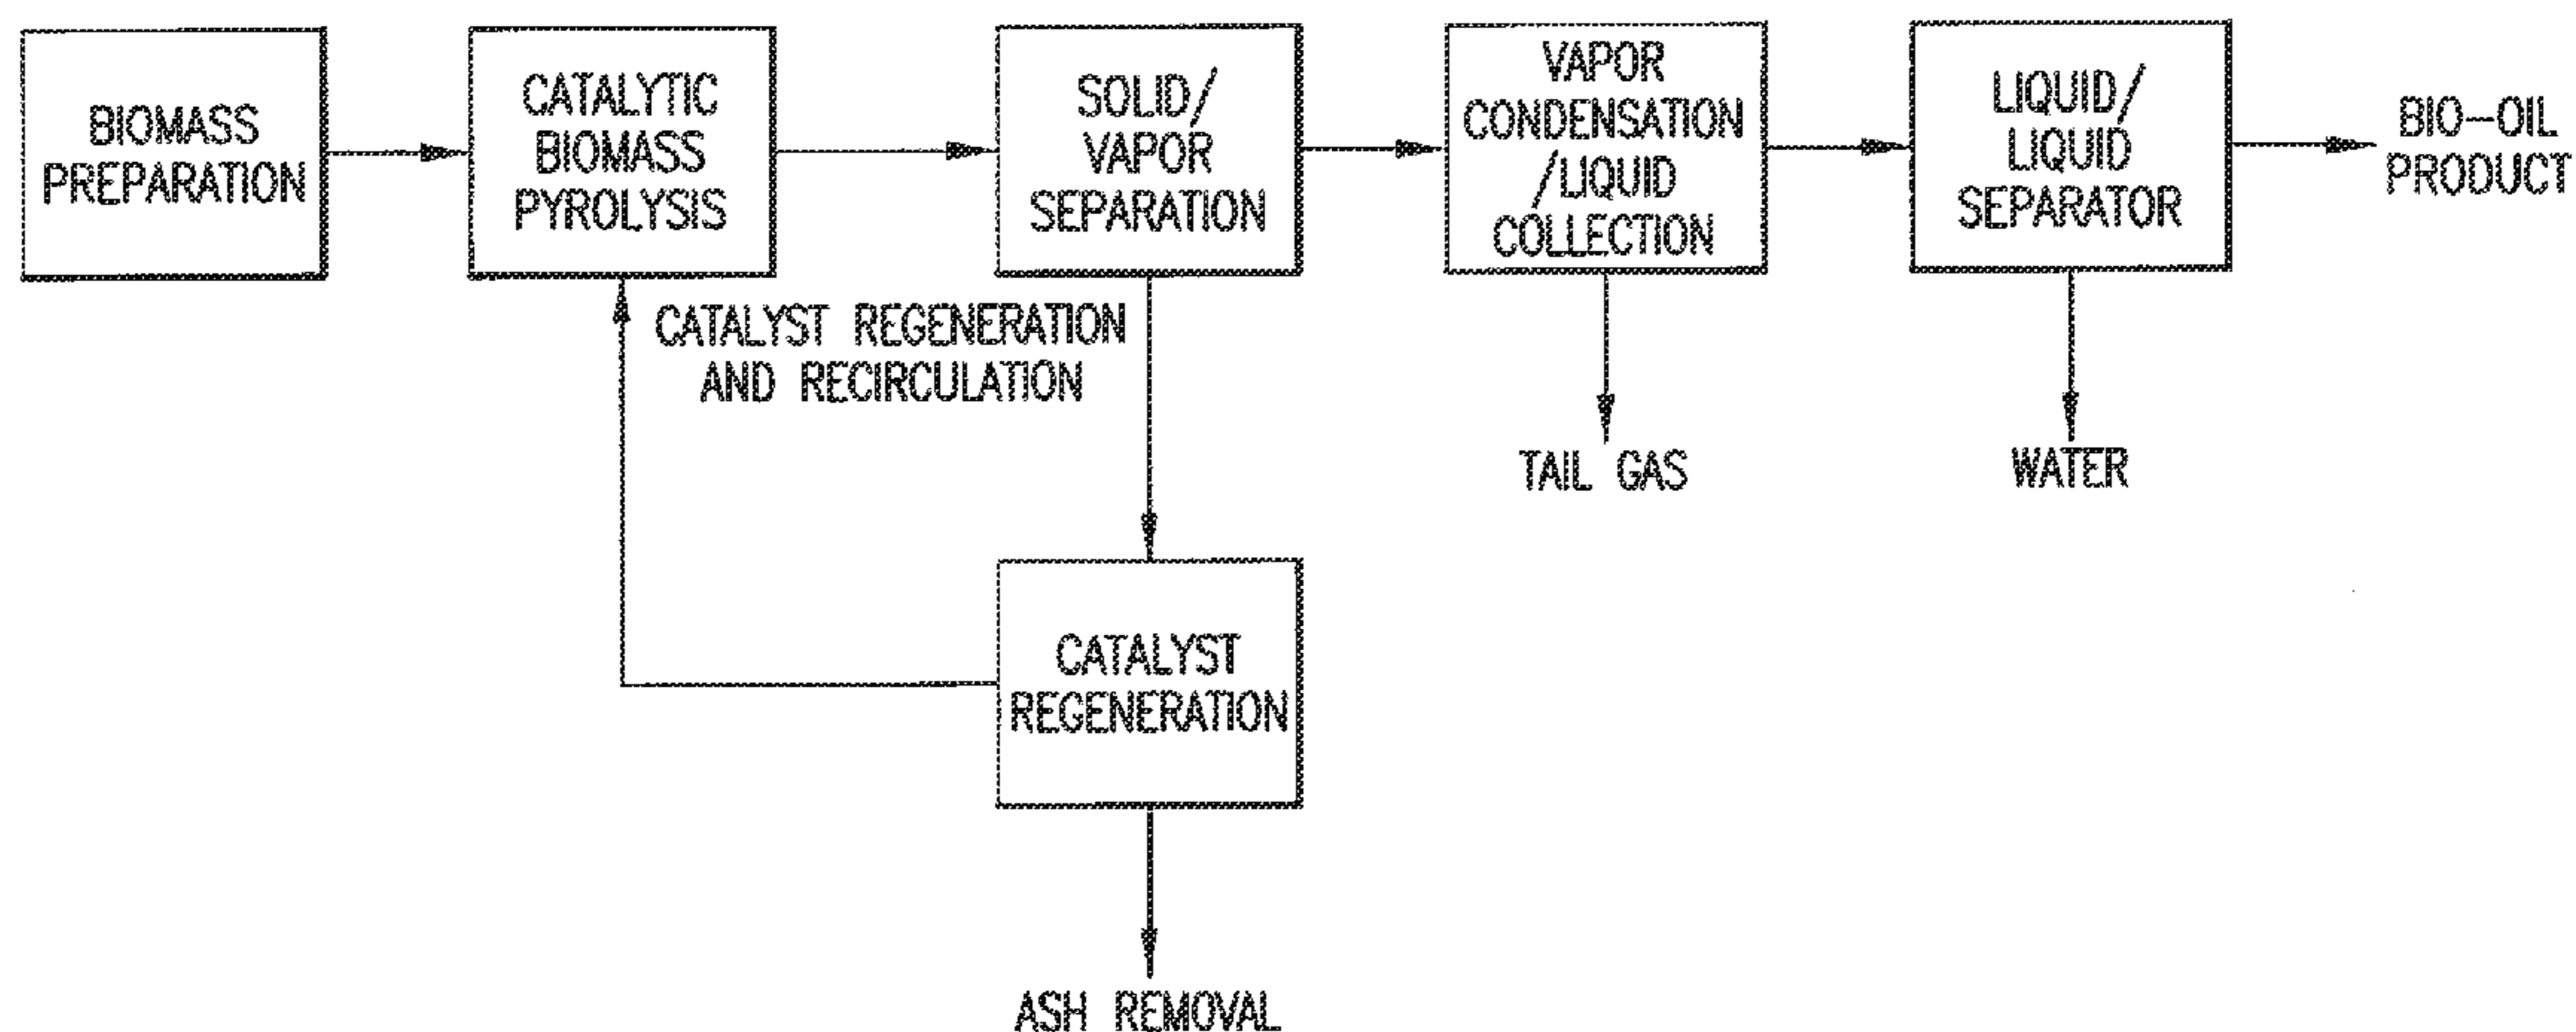 BIOMASS
PREPARATION
CATALYTIC
BIOMASS
PYROLYSIS
SOLID/
VAPOR
SEPARATION
VAPOR
CONDENSATION
/LIQUID
COLLECTION
LIQUID/
LIQUID
SEPARATOR
BIO-OIL
PRODUCT
CATALYST REGENERATION
AND RECIRCULATION
TAIL GAS
WATER
CATALYST
REGENERATION
ASH REMOVAL